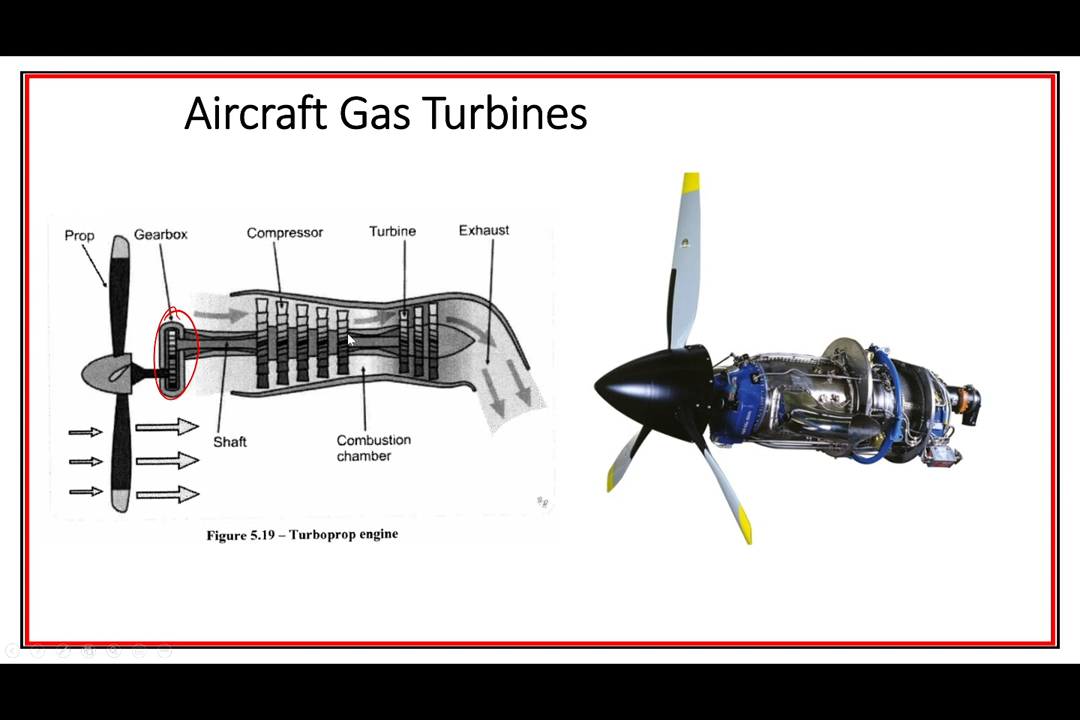 Aircraft Gas Turbines
Prop
Gearbox
Compressor
Turbine
Exhaust
Shaft
Combustion
chamber
Figure 5.19 – Turboprop engine